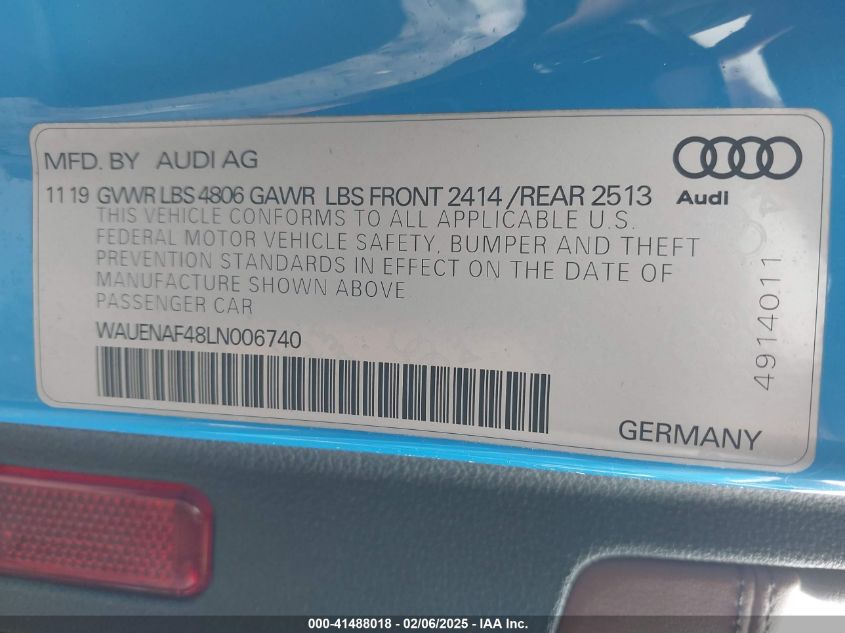 MFD. BY AUDI AG
11 19 GVWR LBS 4806 GAWR LBS FRONT 2414 /REAR 2513
Audi
THIS VEHICLE CONFORMS TO ALL APPLICABLE U.S.
FEDERAL MOTOR VEHICLE SAFETY, BUMPER AND THEFT
PREVENTION STANDARDS IN EFFECT ON THE DATE OF
MANUFACTURE SHOWN ABOVE
PASSENGER CAR
WAUENAF48LN006740
4914011
GERMANY
000-41488018 - 02/06/2025 - IAA Inc.